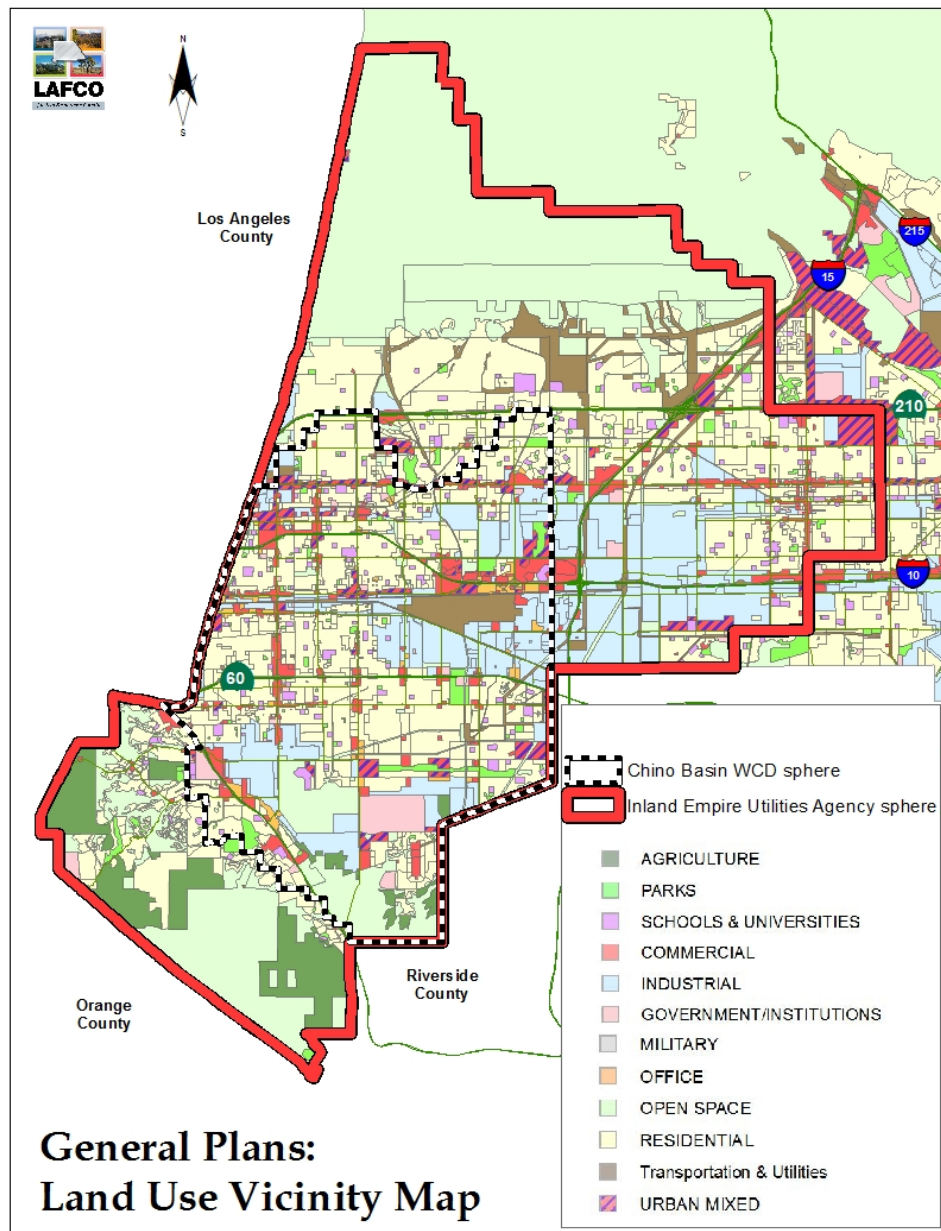 N
LAFCO
S
Los Angeles
County
215
15
210
10
60
Chino Basin WCD sphere
Inland Empire Utilities Agency sphere
AGRICULTURE
PARKS
SCHOOLS & UNIVERSITIES
COMMERCIAL
INDUSTRIAL
GOVERNMENT/INSTITUTIONS
MILITARY
OFFICE
OPEN SPACE
RESIDENTIAL
Transportation & Utilities
URBAN MIXED
Riverside
County
Orange
County
General Plans:
Land Use Vicinity Map